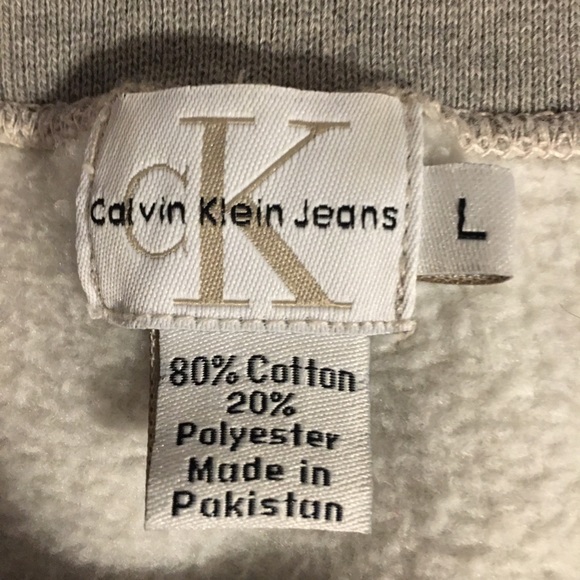 CK
Calvin Klein Jeans
L
80% Cotton
20%
Polyester
Made in
Pakistan